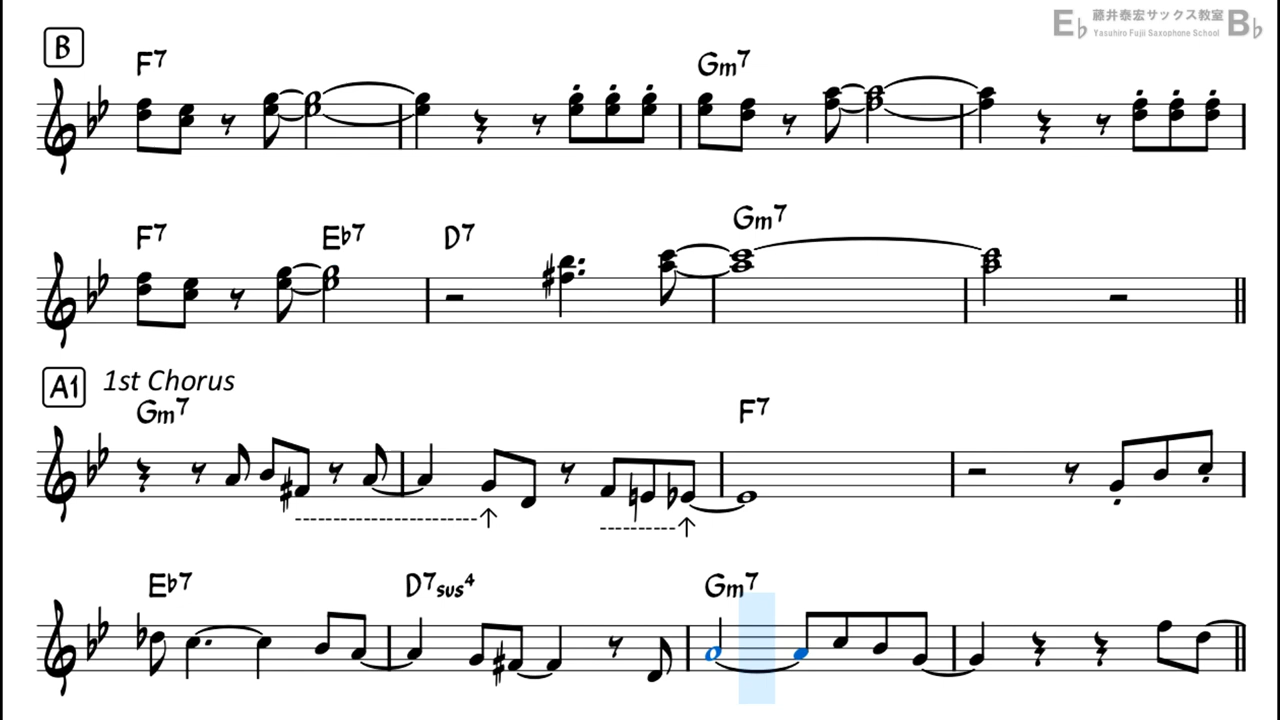 E♭ 藤井泰宏サックス教室 B♭
Yasuhiro Fujii Saxophone School
B
F7 Gm7
F7 E♭7 D7 Gm7
A1 1st Chorus
Gm7 F7
E♭7 D7sus4 Gm7